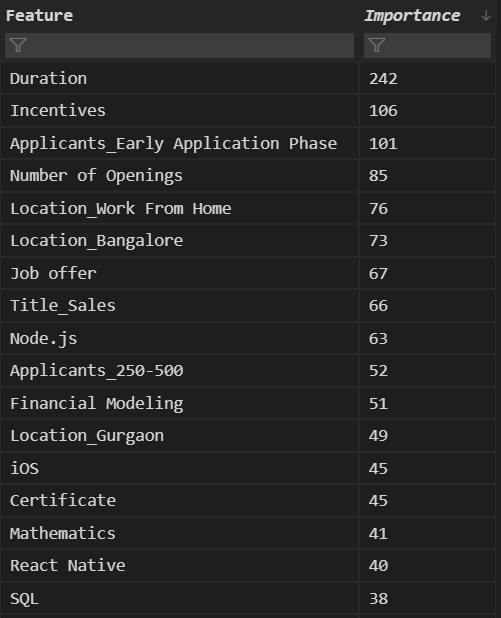 Feature Importance
Duration 242
Incentives 106
Applicants_Early Application Phase 101
Number of Openings 85
Location_Work From Home 76
Location_Bangalore 73
Job offer 67
Title_Sales 66
Node.js 63
Applicants_250-500 52
Financial Modeling 51
Location_Gurgaon 49
iOS 45
Certificate 45
Mathematics 41
React Native 40
SQL 38